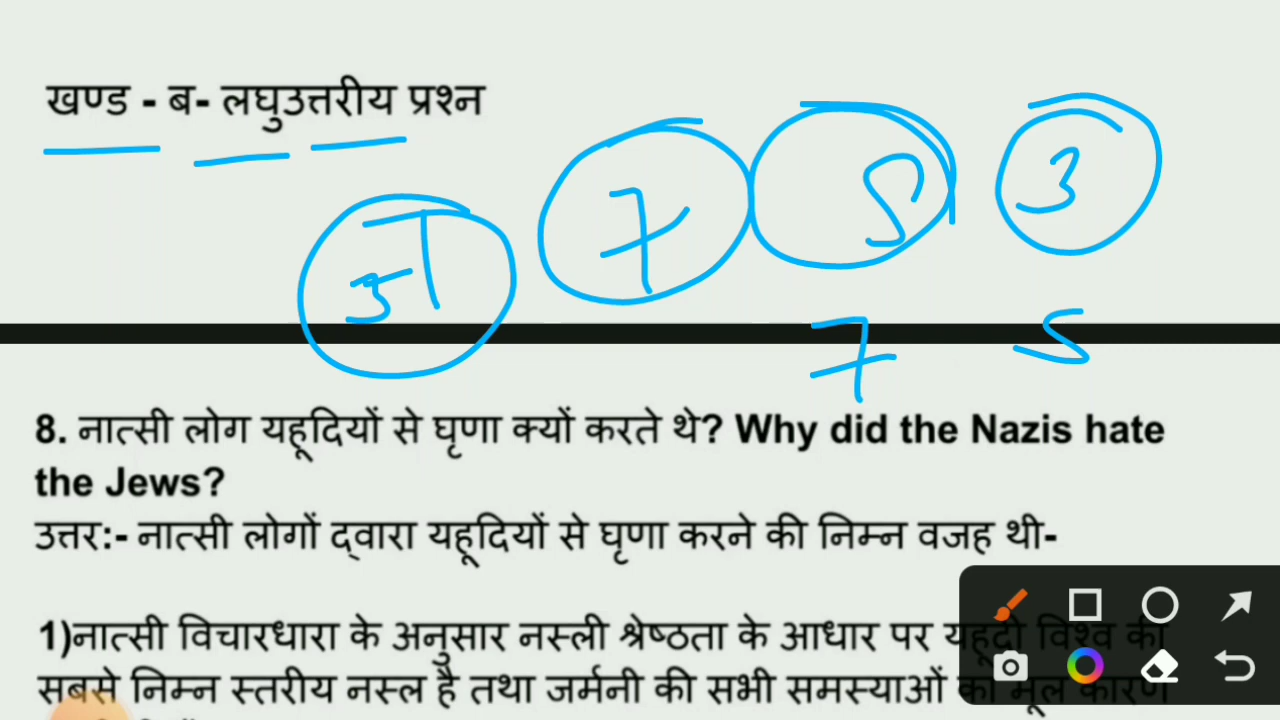 खण्ड - ब- लघुउत्तरीय प्रश्न
7 8 3
7 5
8. नात्सी लोग यहूदियों से घृणा क्यों करते थे? Why did the Nazis hate
the Jews?
उत्तर:- नात्सी लोगों द्वारा यहूदियों से घृणा करने की निम्न वजह थी-
1)नात्सी विचारधारा के अनुसार नस्ली श्रेष्ठता के आधार पर यहूदी विश्व की
सबसे निम्न स्तरीय नस्ल है तथा जर्मनी की सभी समस्याओं का मूल कारण